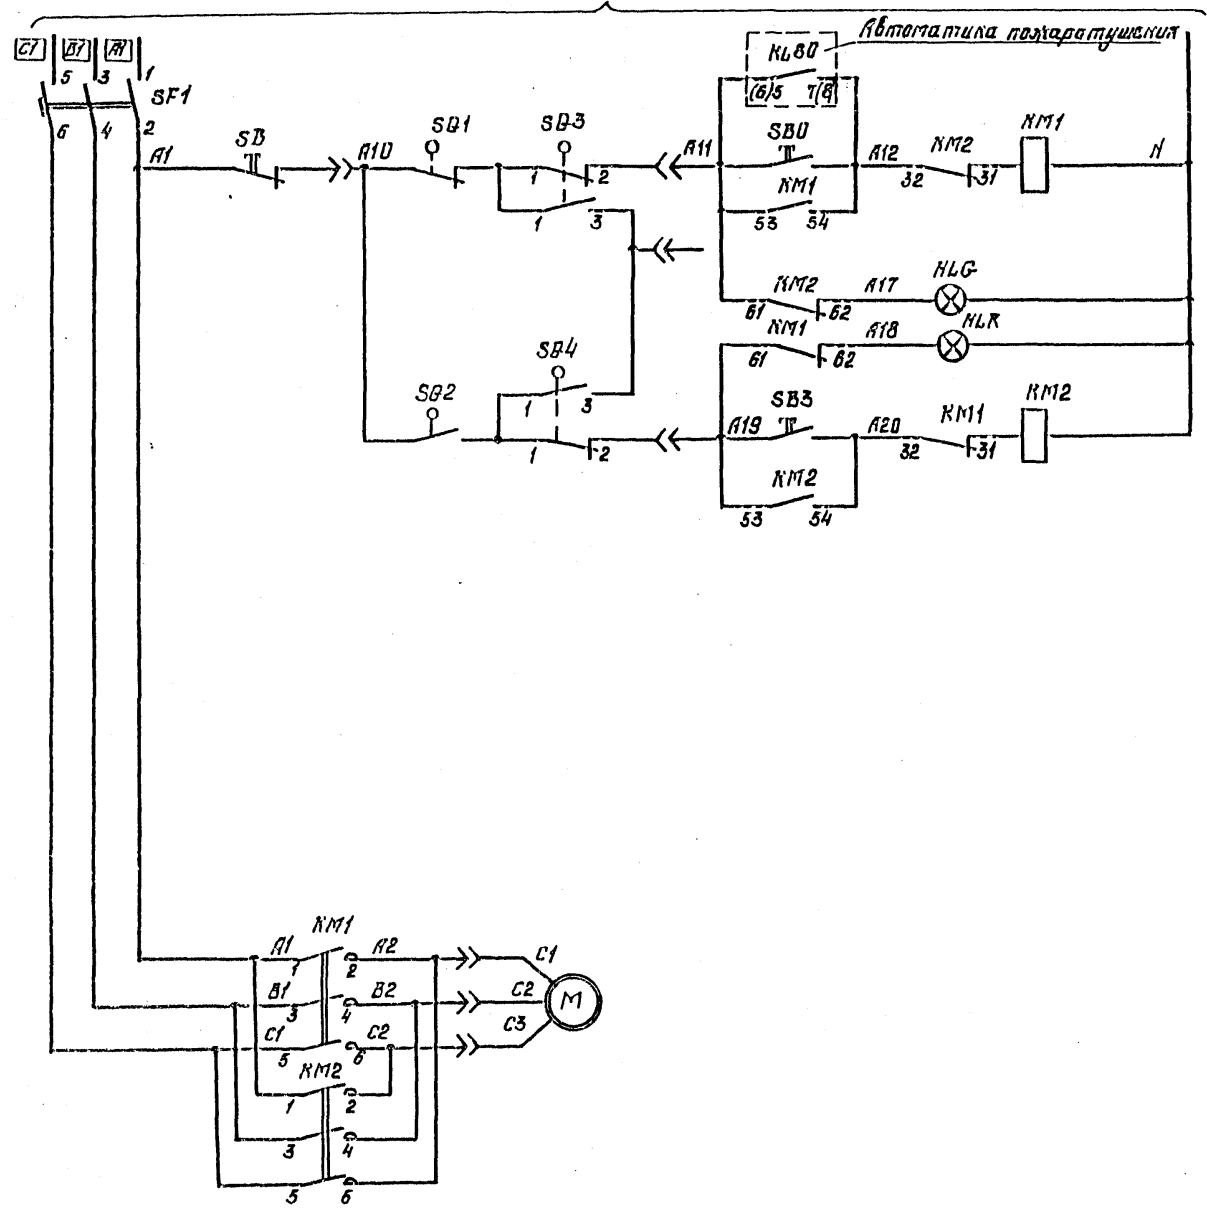 Автоматика пожаротушения
C1 B1 A1
5 3 1
SF1
6 4 2
KL80
(6)5 7(8)
A1 SB A10 SQ1 SQ3 A11 SB0 A12 KM2 KM1 N
1 2 32 31
KM1
1 3 53 54
KM2 A17 HLG
61 62
KM1 A18 HLR
61 62
SQ2 SQ4
1 3
A19 SB3 A20 KM1 KM2
1 2 32 31
KM2
53 54
KM1
A1 A2 C1
1 2
B1 B2 C2 M
3 4
C1 C2 C3
5 6
KM2
1 2
3 4
5 6